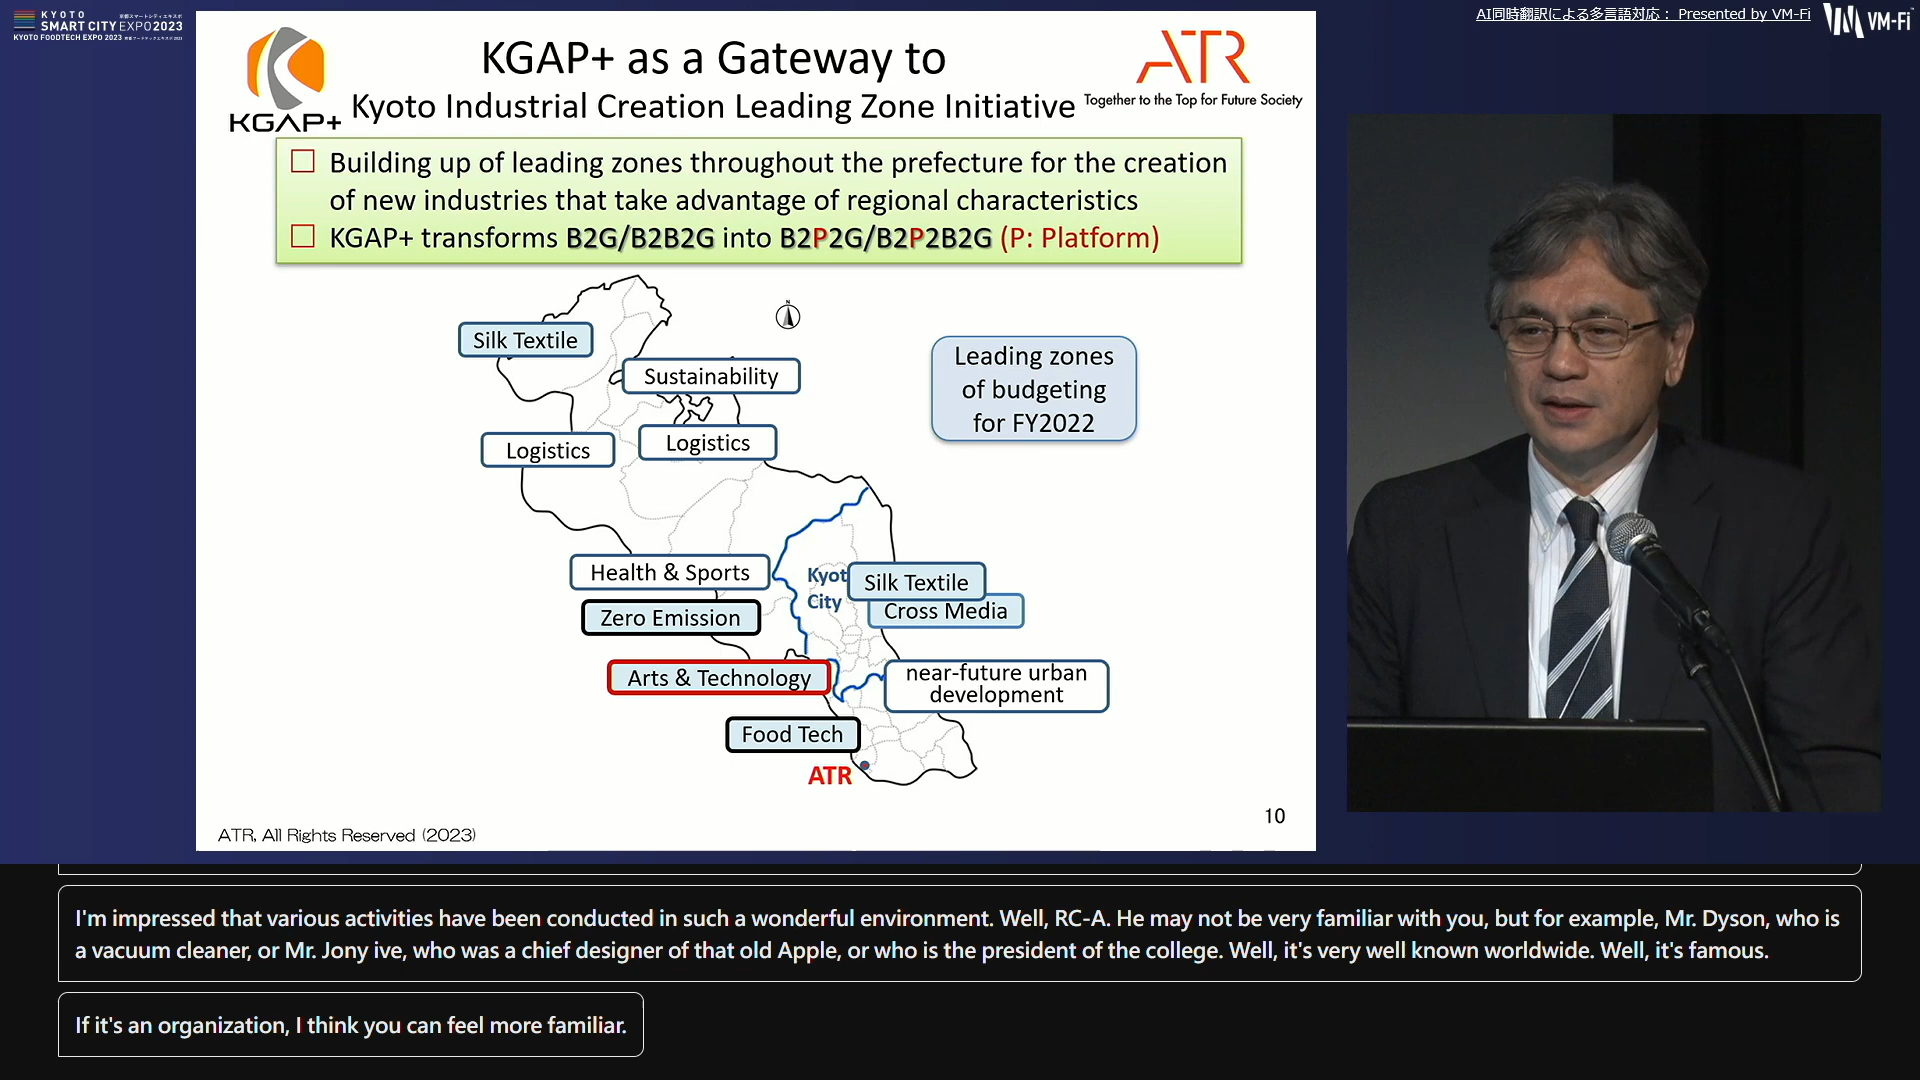 KYOTO
SMART CITY EXPO2023
KYOTO FOODTECH EXPO 2023
AI同時翻訳による多言語対応： Presented by VM-Fi
VM-Fi
KGAP+
KGAP+ as a Gateway to
Kyoto Industrial Creation Leading Zone Initiative
ATR
Together to the Top for Future Society
Building up of leading zones throughout the prefecture for the creation
of new industries that take advantage of regional characteristics
KGAP+ transforms B2G/B2B2G into B2P2G/B2P2B2G (P: Platform)
N
Silk Textile
Sustainability
Leading zones
of budgeting
for FY2022
Logistics
Logistics
Health & Sports
Zero Emission
Kyot
City
Silk Textile
Cross Media
Arts & Technology
near-future urban
development
Food Tech
ATR
10
ATR, All Rights Reserved (2023)
I'm impressed that various activities have been conducted in such a wonderful environment. Well, RC-A. He may not be very familiar with you, but for example, Mr. Dyson, who is
a vacuum cleaner, or Mr. Jony ive, who was a chief designer of that old Apple, or who is the president of the college. Well, it's very well known worldwide. Well, it's famous.
If it's an organization, I think you can feel more familiar.